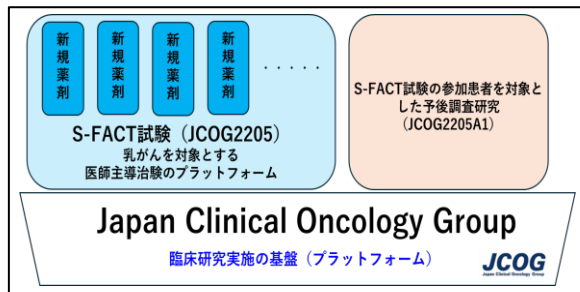 新規薬剤
新規薬剤
新規薬剤
新規薬剤
・・・・・
S-FACT試験（JCOG2205）
乳がんを対象とする
医師主導治験のプラットフォーム
S-FACT試験の参加患者を対象と
した予後調査研究
(JCOG2205A1)
Japan Clinical Oncology Group
臨床研究実施の基盤（プラットフォーム）
JCOG
Japan Clinical Oncology Group